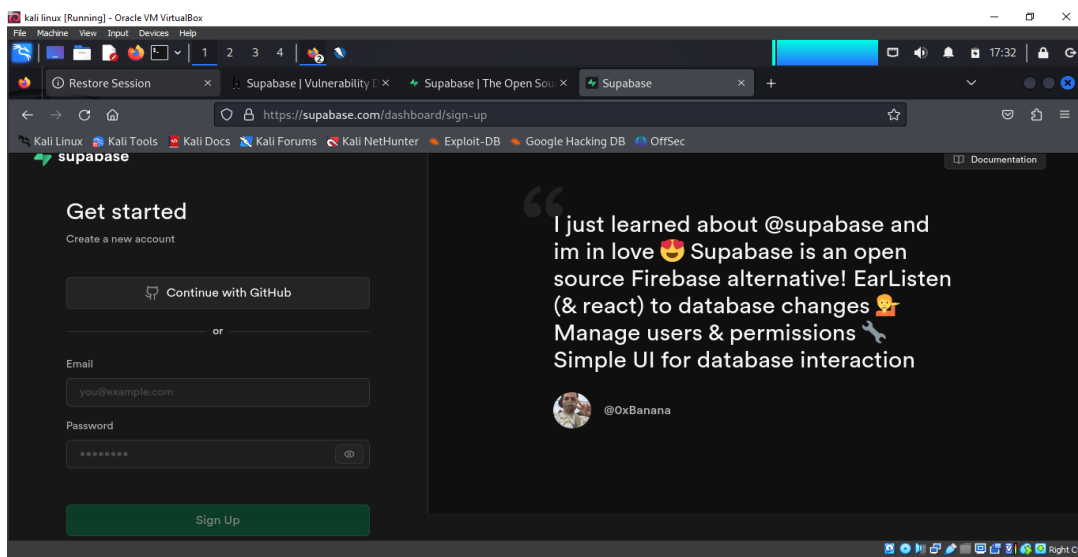 kali linux [Running] - Oracle VM VirtualBox
File Machine View Input Devices Help
1 2 3 4 2 17:32
Restore Session Supabase | Vulnerability Supabase | The Open Sou Supabase
https://supabase.com/dashboard/sign-up
Kali Linux Kali Tools Kali Docs Kali Forums Kali NetHunter Exploit-DB Google Hacking DB OffSec
supabase
Documentation
Get started
Create a new account
Continue with GitHub
or
Email
you@example.com
Password
Sign Up
I just learned about @supabase and
im in love 😍 Supabase is an open
source Firebase alternative! EarListen
(& react) to database changes 💁
Manage users & permissions 🔧
Simple UI for database interaction
@0xBanana
Right C